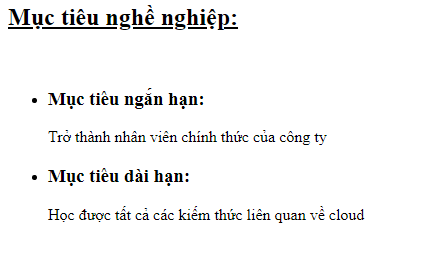 Mục tiêu nghề nghiệp:
Mục tiêu ngắn hạn:
Trở thành nhân viên chính thức của công ty
Mục tiêu dài hạn:
Học được tất cả các kiếm thức liên quan về cloud